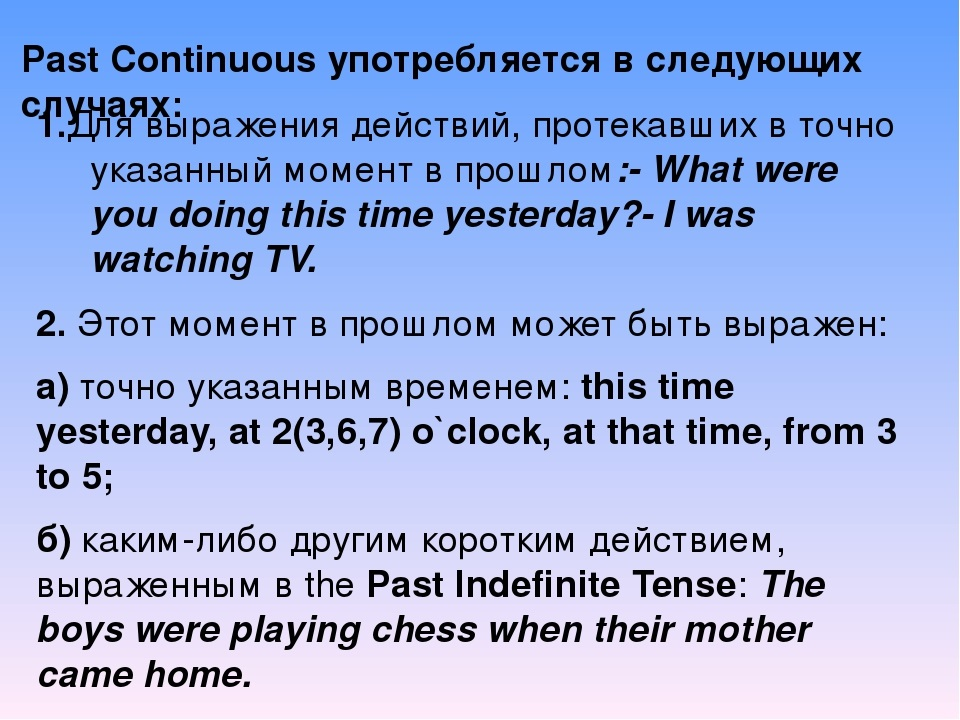 Past Continuous употребляется в следующих
случаях:
1.Для выражения действий, протекавших в точно
указанный момент в прошлом:- What were
you doing this time yesterday?- I was
watching TV.
2. Этот момент в прошлом может быть выражен:
а) точно указанным временем: this time
yesterday, at 2(3,6,7) o`clock, at that time, from 3
to 5;
б) каким-либо другим коротким действием,
выраженным в the Past Indefinite Tense: The
boys were playing chess when their mother
came home.